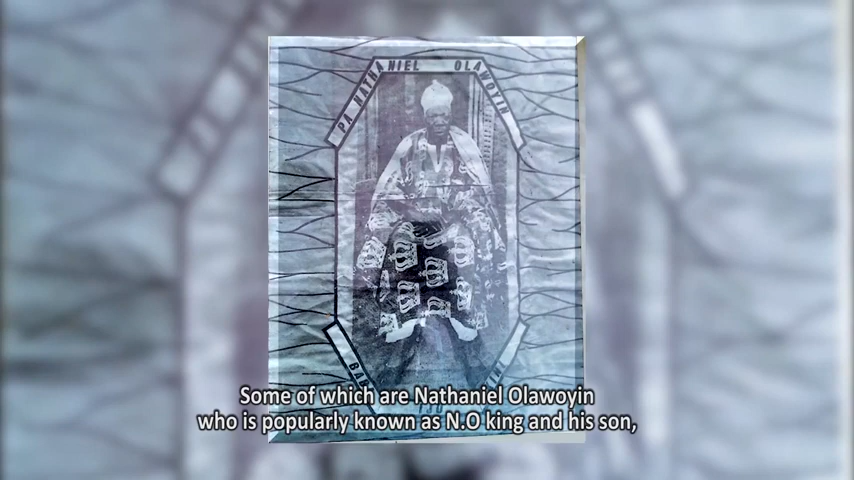 PA NATHANIEL OLAWOYIN
Some of which are Nathaniel Olawoyin
who is popularly known as N.O king and his son,